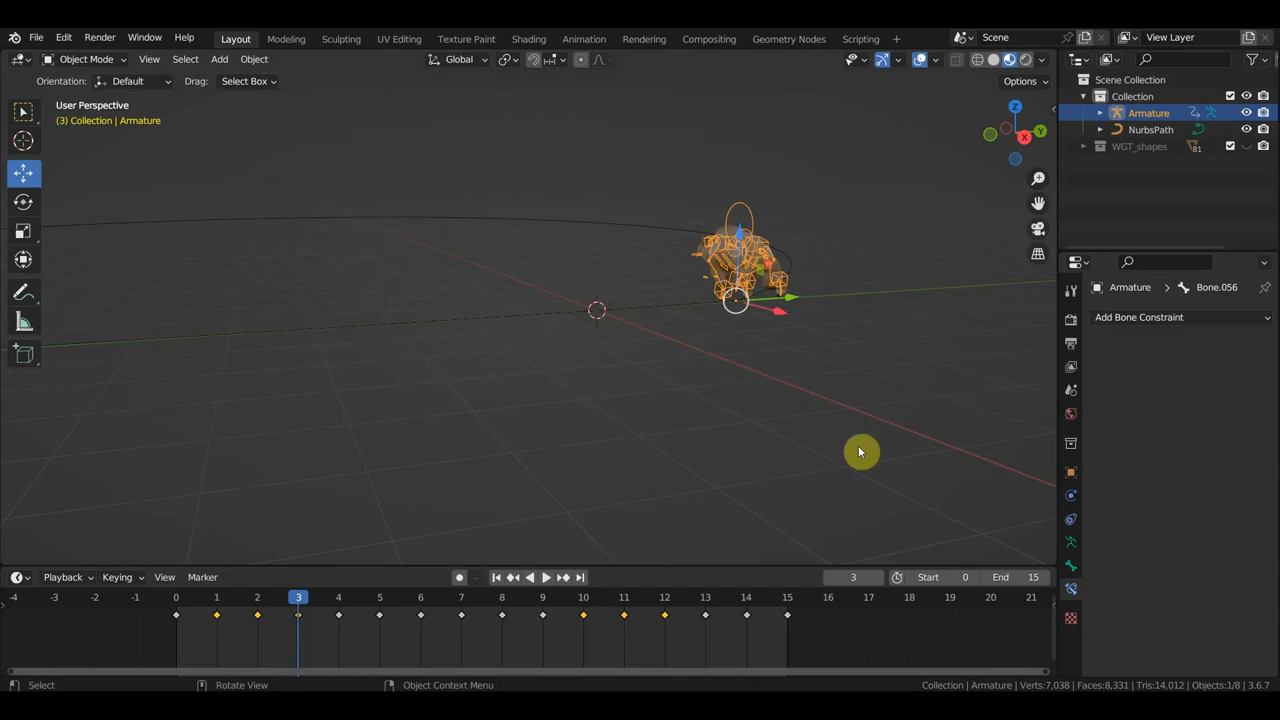 File Edit Render Window Help Layout Modeling Sculpting UV Editing Texture Paint Shading Animation Rendering Compositing Geometry Nodes Scripting + Scene View Layer
Object Mode View Select Add Object Global Default
Orientation: Default Drag: Select Box Options
User Perspective
(3) Collection | Armature
Z
Y
X
Scene Collection
Collection
Armature
NurbsPath
WGT_shapes 81
Armature > Bone.056
Add Bone Constraint
Playback Keying View Marker 3 Start 0 End 15
-4 -3 -2 -1 0 1 2 3 4 5 6 7 8 9 10 11 12 13 14 15 16 17 18 19 20 21
Select Rotate View Object Context Menu Collection | Armature | Verts:7,038 | Faces:8,331 | Tris:14,012 | Objects:1/8 | 3.6.7